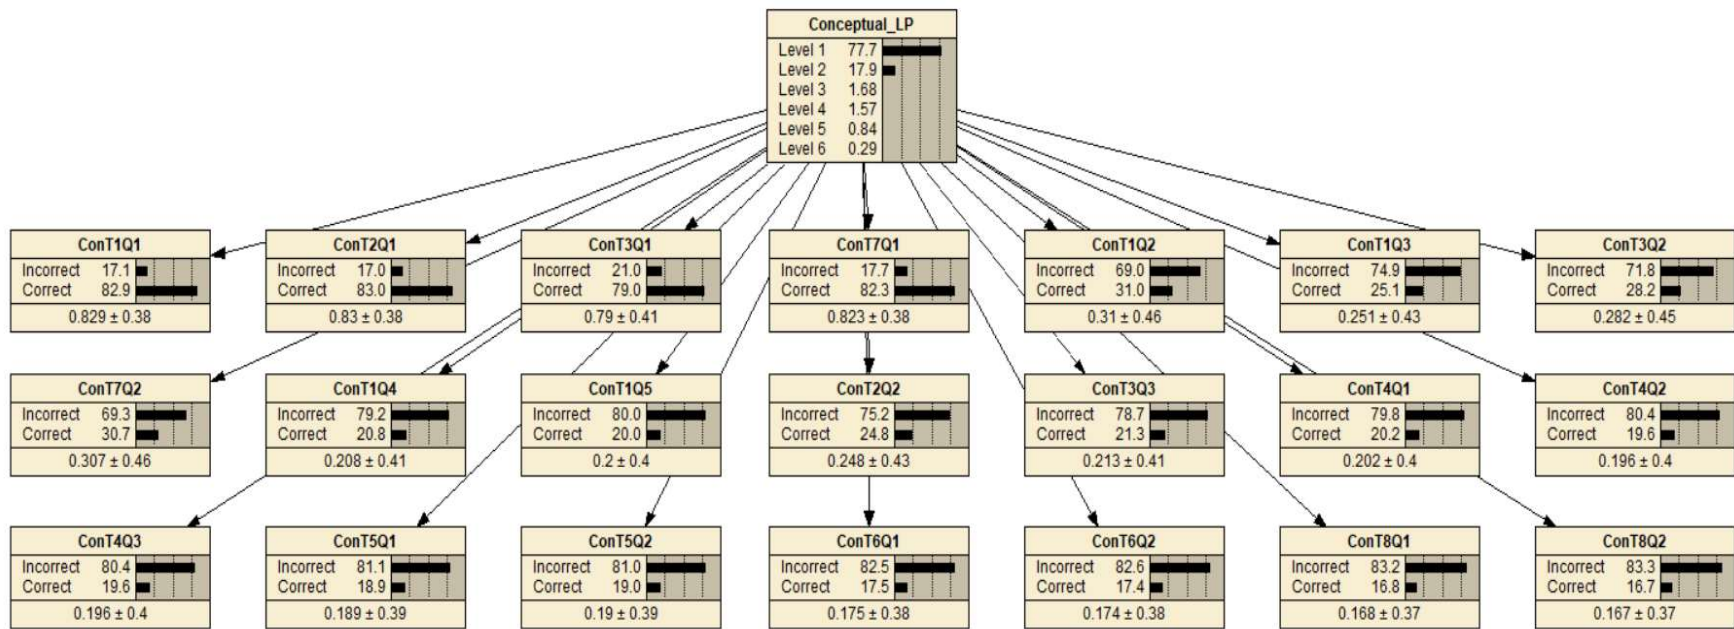 Conceptual_LP
Level 1 77.7
Level 2 17.9
Level 3 1.68
Level 4 1.57
Level 5 0.84
Level 6 0.29
ConT1Q1
Incorrect 17.1
Correct 82.9
0.829 ± 0.38
ConT2Q1
Incorrect 17.0
Correct 83.0
0.83 ± 0.38
ConT3Q1
Incorrect 21.0
Correct 79.0
0.79 ± 0.41
ConT7Q1
Incorrect 17.7
Correct 82.3
0.823 ± 0.38
ConT1Q2
Incorrect 69.0
Correct 31.0
0.31 ± 0.46
ConT1Q3
Incorrect 74.9
Correct 25.1
0.251 ± 0.43
ConT3Q2
Incorrect 71.8
Correct 28.2
0.282 ± 0.45
ConT7Q2
Incorrect 69.3
Correct 30.7
0.307 ± 0.46
ConT1Q4
Incorrect 79.2
Correct 20.8
0.208 ± 0.41
ConT1Q5
Incorrect 80.0
Correct 20.0
0.2 ± 0.4
ConT2Q2
Incorrect 75.2
Correct 24.8
0.248 ± 0.43
ConT3Q3
Incorrect 78.7
Correct 21.3
0.213 ± 0.41
ConT4Q1
Incorrect 79.8
Correct 20.2
0.202 ± 0.4
ConT4Q2
Incorrect 80.4
Correct 19.6
0.196 ± 0.4
ConT4Q3
Incorrect 80.4
Correct 19.6
0.196 ± 0.4
ConT5Q1
Incorrect 81.1
Correct 18.9
0.189 ± 0.39
ConT5Q2
Incorrect 81.0
Correct 19.0
0.19 ± 0.39
ConT6Q1
Incorrect 82.5
Correct 17.5
0.175 ± 0.38
ConT6Q2
Incorrect 82.6
Correct 17.4
0.174 ± 0.38
ConT8Q1
Incorrect 83.2
Correct 16.8
0.168 ± 0.37
ConT8Q2
Incorrect 83.3
Correct 16.7
0.167 ± 0.37